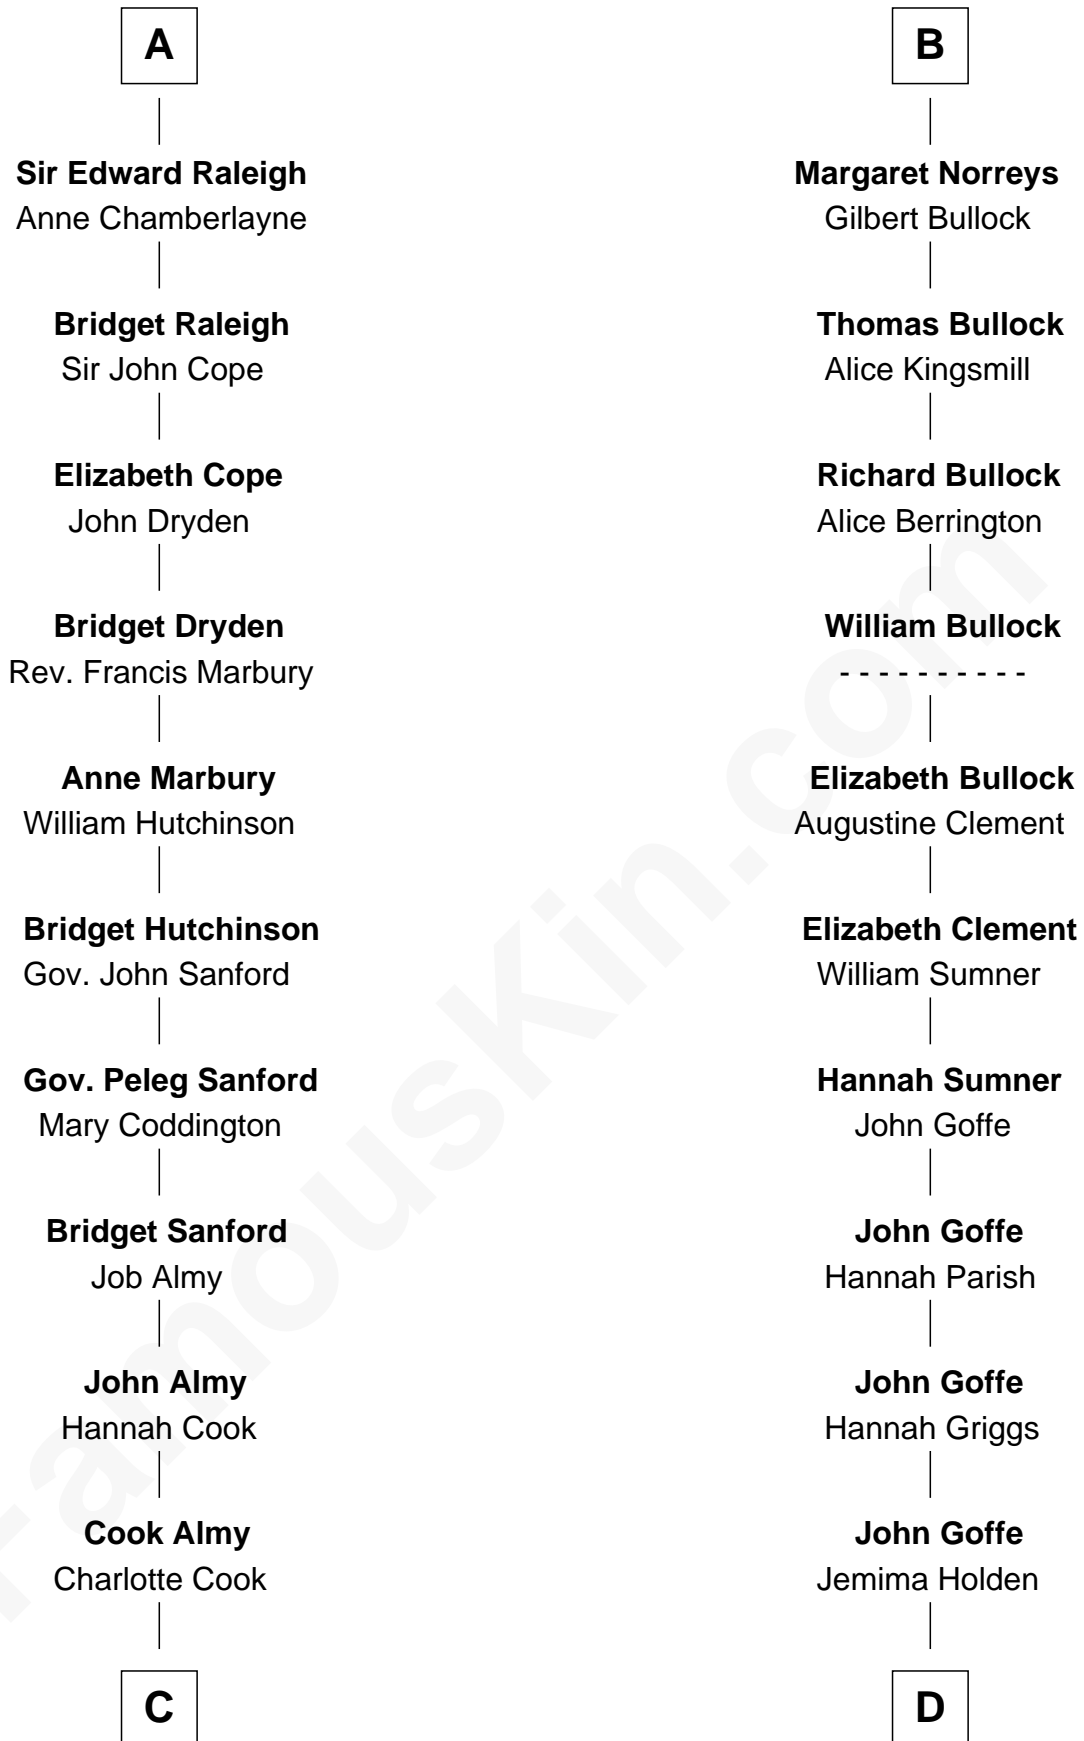 A
Sir Edward Raleigh
Anne Chamberlayne
Bridget Raleigh
Sir John Cope
Elizabeth Cope
John Dryden
Bridget Dryden
Rev. Francis Marbury
Anne Marbury
William Hutchinson
Bridget Hutchinson
Gov. John Sanford
Gov. Peleg Sanford
Mary Coddington
Bridget Sanford
Job Almy
John Almy
Hannah Cook
Cook Almy
Charlotte Cook
C
B
Margaret Norreys
Gilbert Bullock
Thomas Bullock
Alice Kingsmill
Richard Bullock
Alice Berrington
William Bullock
- - - - - - - - - -
Elizabeth Bullock
Augustine Clement
Elizabeth Clement
William Sumner
Hannah Sumner
John Goffe
John Goffe
Hannah Parish
John Goffe
Hannah Griggs
John Goffe
Jemima Holden
D
FamousKin.com